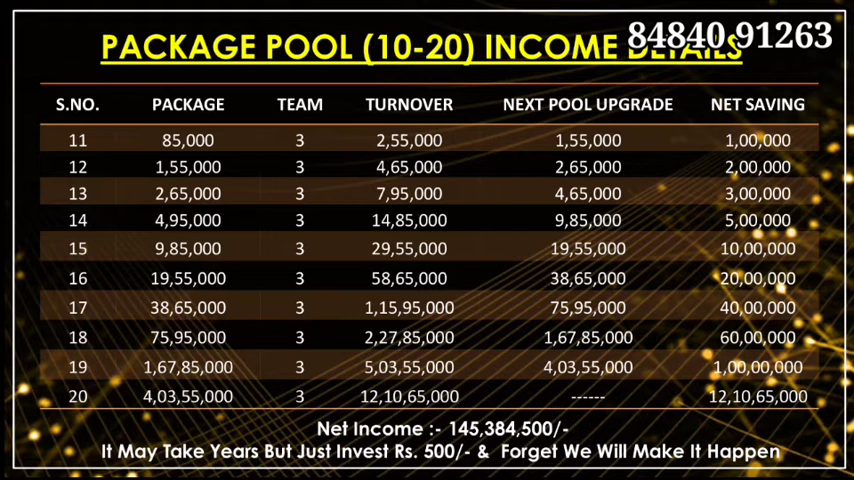 84840 91263
PACKAGE POOL (10-20) INCOME DETAILS
S.NO. PACKAGE TEAM TURNOVER NEXT POOL UPGRADE NET SAVING
11 85,000 3 2,55,000 1,55,000 1,00,000
12 1,55,000 3 4,65,000 2,65,000 2,00,000
13 2,65,000 3 7,95,000 4,65,000 3,00,000
14 4,95,000 3 14,85,000 9,85,000 5,00,000
15 9,85,000 3 29,55,000 19,55,000 10,00,000
16 19,55,000 3 58,65,000 38,65,000 20,00,000
17 38,65,000 3 1,15,95,000 75,95,000 40,00,000
18 75,95,000 3 2,27,85,000 1,67,85,000 60,00,000
19 1,67,85,000 3 5,03,55,000 4,03,55,000 1,00,00,000
20 4,03,55,000 3 12,10,65,000 ------ 12,10,65,000
Net Income :- 145,384,500/-
It May Take Years But Just Invest Rs. 500/- & Forget We Will Make It Happen